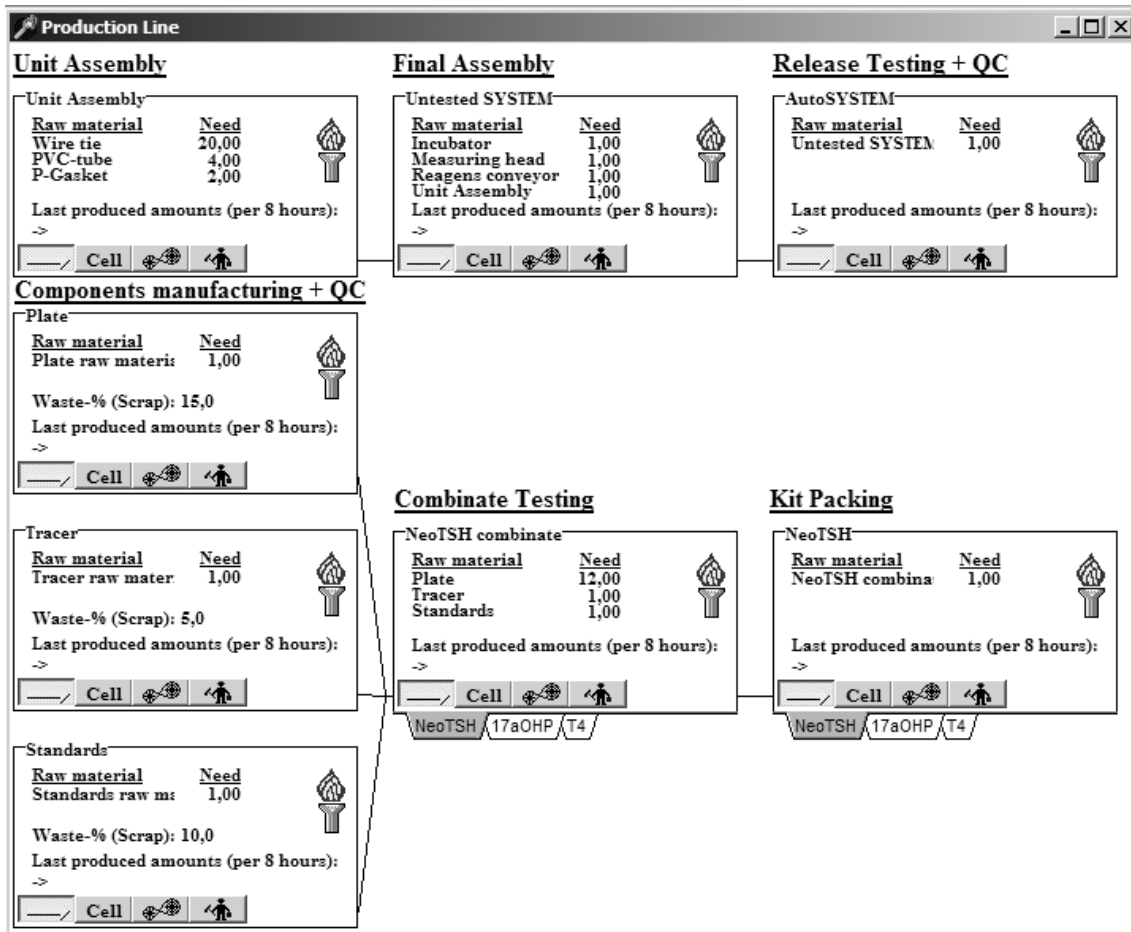 Production Line
Unit Assembly
Unit Assembly
Raw material Need
Wire tie 20,00
PVC-tube 4,00
P-Gasket 2,00
Last produced amounts (per 8 hours):
->
Cell
Final Assembly
Untested SYSTEM
Raw material Need
Incubator 1,00
Measuring head 1,00
Reagens conveyor 1,00
Unit Assembly 1,00
Last produced amounts (per 8 hours):
->
Cell
Release Testing + QC
AutoSYSTEM
Raw material Need
Untested SYSTEM 1,00
Last produced amounts (per 8 hours):
->
Cell
Components manufacturing + QC
Plate
Raw material Need
Plate raw materia 1,00
Waste-% (Scrap): 15,0
Last produced amounts (per 8 hours):
->
Cell
Tracer
Raw material Need
Tracer raw mater 1,00
Waste-% (Scrap): 5,0
Last produced amounts (per 8 hours):
->
Cell
Standards
Raw material Need
Standards raw ma 1,00
Waste-% (Scrap): 10,0
Last produced amounts (per 8 hours):
->
Cell
Combinate Testing
NeoTSH combinate
Raw material Need
Plate 12,00
Tracer 1,00
Standards 1,00
Last produced amounts (per 8 hours):
->
Cell
NeoTSH 17aOHP T4
Kit Packing
NeoTSH
Raw material Need
NeoTSH combina 1,00
Last produced amounts (per 8 hours):
->
Cell
NeoTSH 17aOHP T4